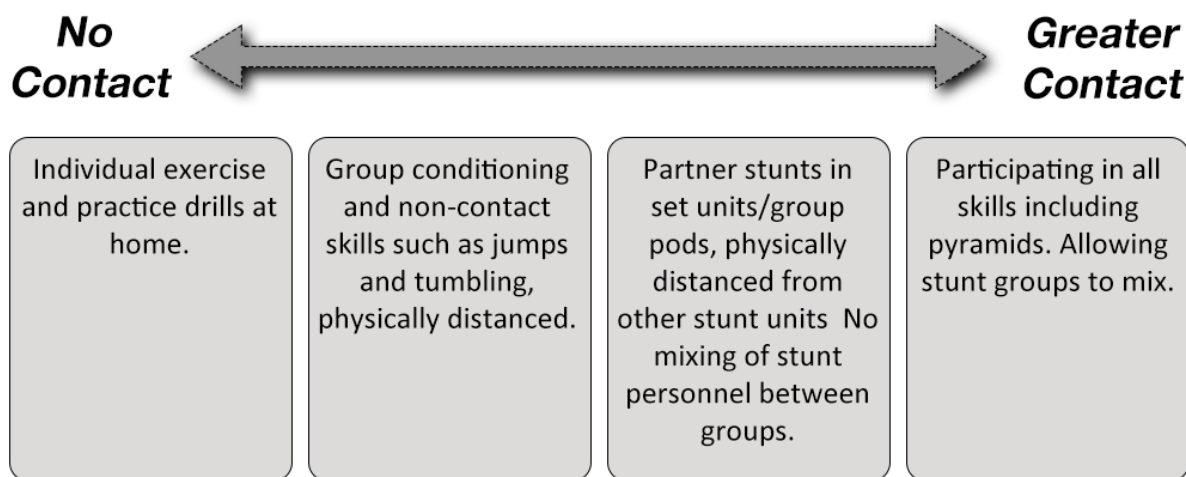 No
Contact
Greater
Contact
Individual exercise
and practice drills at
home.
Group conditioning
and non-contact
skills such as jumps
and tumbling,
physically distanced.
Partner stunts in
set units/group
pods, physically
distanced from
other stunt units  No
mixing of stunt
personnel between
groups.
Participating in all
skills including
pyramids. Allowing
stunt groups to mix.